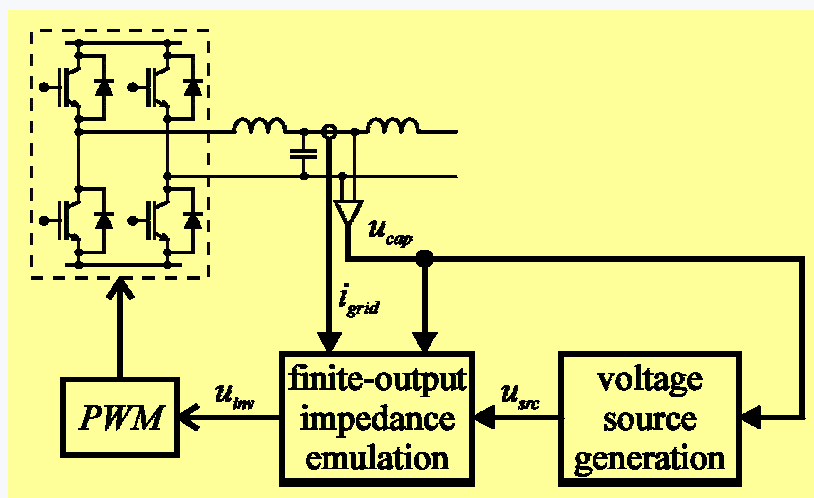 u_cap
i_grid
finite-output
impedance
emulation
voltage
source
generation
PWM
u_inv
u_src